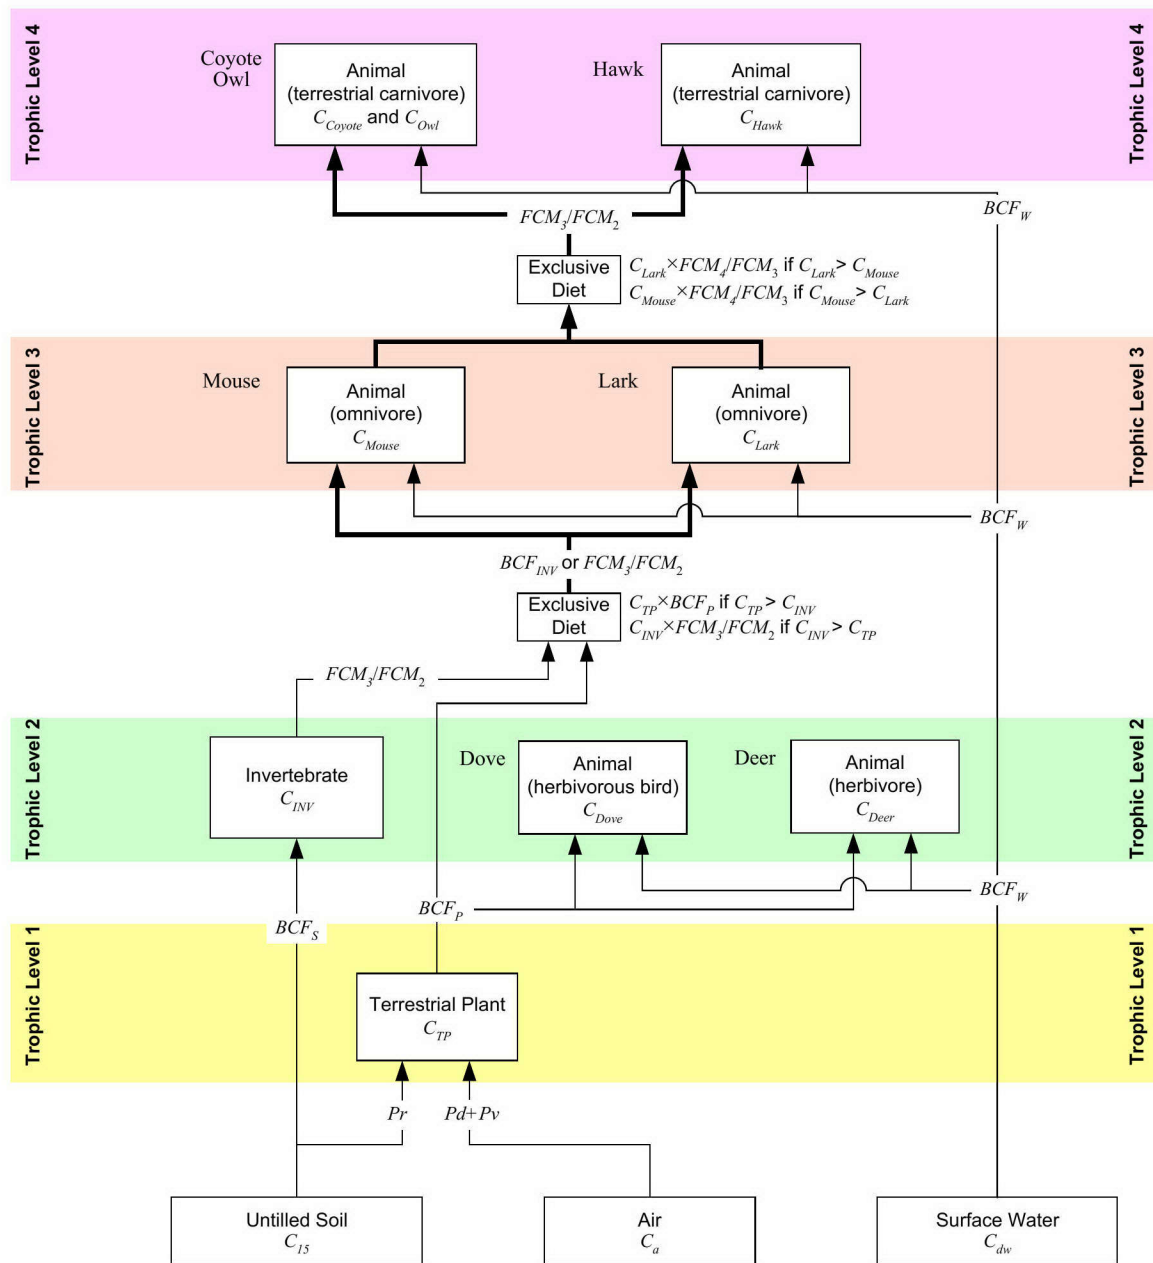 Trophic Level 4
Coyote
Owl
Animal
(terrestrial carnivore)
C_Coyote and C_Owl
Hawk
Animal
(terrestrial carnivore)
C_Hawk
Trophic Level 4
FCM_3/FCM_2
BCF_W
Exclusive
Diet
C_Lark×FCM_4/FCM_3 if C_Lark> C_Mouse
C_Mouse×FCM_4/FCM_3 if C_Mouse> C_Lark
Trophic Level 3
Mouse
Animal
(omnivore)
C_Mouse
Lark
Animal
(omnivore)
C_Lark
Trophic Level 3
BCF_W
BCF_INV or FCM_3/FCM_2
Exclusive
Diet
C_TP×BCF_P if C_TP> C_INV
C_INV×FCM_3/FCM_2 if C_INV> C_TP
FCM_3/FCM_2
Trophic Level 2
Invertebrate
C_INV
Dove
Animal
(herbivorous bird)
C_Dove
Deer
Animal
(herbivore)
C_Deer
Trophic Level 2
BCF_S
BCF_P
BCF_W
Trophic Level 1
Terrestrial Plant
C_TP
Trophic Level 1
Pr
Pd+Pv
Untilled Soil
C_15
Air
C_a
Surface Water
C_dw